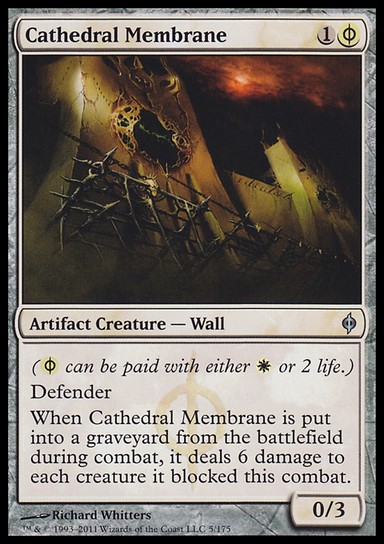 Cathedral Membrane 1
Artifact Creature — Wall
( can be paid with either or 2 life.)
Defender
When Cathedral Membrane is put
into a graveyard from the battlefield
during combat, it deals 6 damage to
each creature it blocked this combat.
Richard Whitters
™ & © 1993–2011 Wizards of the Coast LLC 5/175
0/3